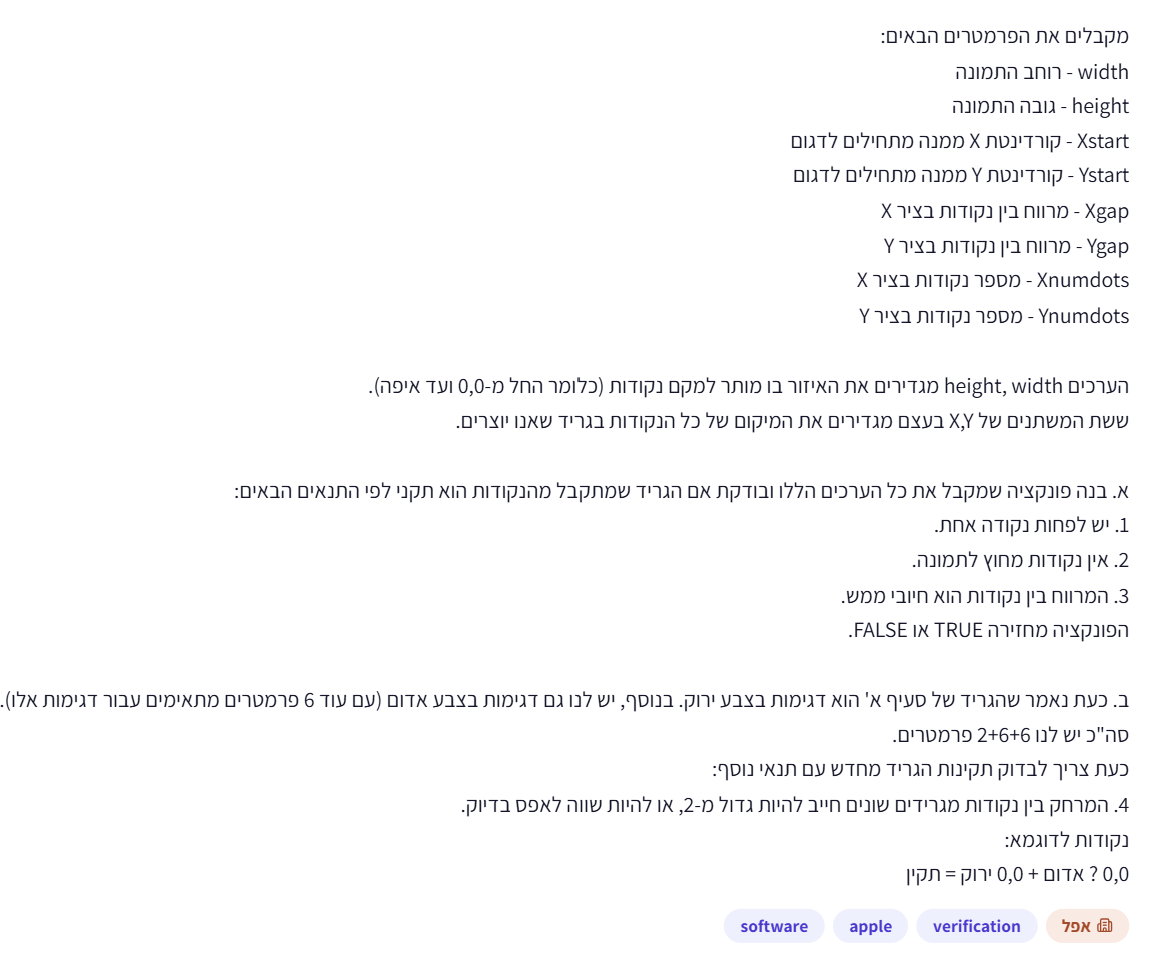 מקבלים את הפרמטרים הבאים:
width - רוחב התמונה
height - גובה התמונה
Xstart - קורדינטת X ממנה מתחילים לדגום
Ystart - קורדינטת Y ממנה מתחילים לדגום
Xgap - מרווח בין נקודות בציר X
Ygap - מרווח בין נקודות בציר Y
Xnumdots - מספר נקודות בציר X
Ynumdots - מספר נקודות בציר Y
הערכים height, width מגדירים את האיזור בו מותר למקם נקודות (כלומר החל מ-0,0 ועד איפה).
ששת המשתנים של X,Y בעצם מגדירים את המיקום של כל הנקודות בגריד שאנו יוצרים.
א. בנה פונקציה שמקבל את כל הערכים הללו ובודקת אם הגריד שמתקבל מהנקודות הוא תקני לפי התנאים הבאים:
1. יש לפחות נקודה אחת.
2. אין נקודות מחוץ לתמונה.
3. המרווח בין נקודות הוא חיובי ממש.
הפונקציה מחזירה TRUE או FALSE.
ב. כעת נאמר שהגריד של סעיף א' הוא דגימות בצבע ירוק. בנוסף, יש לנו גם דגימות בצבע אדום (עם עוד 6 פרמטרים מתאימים עבור דגימות אלו).
סה"כ יש לנו 2+6+6 פרמטרים.
כעת צריך לבדוק תקינות הגריד מחדש עם תנאי נוסף:
4. המרחק בין נקודות מגרידים שונים חייב להיות גדול מ-2, או להיות שווה לאפס בדיוק.
נקודות לדוגמא:
0,0 ? אדום + 0,0 ירוק = תקין
אפל verification apple software